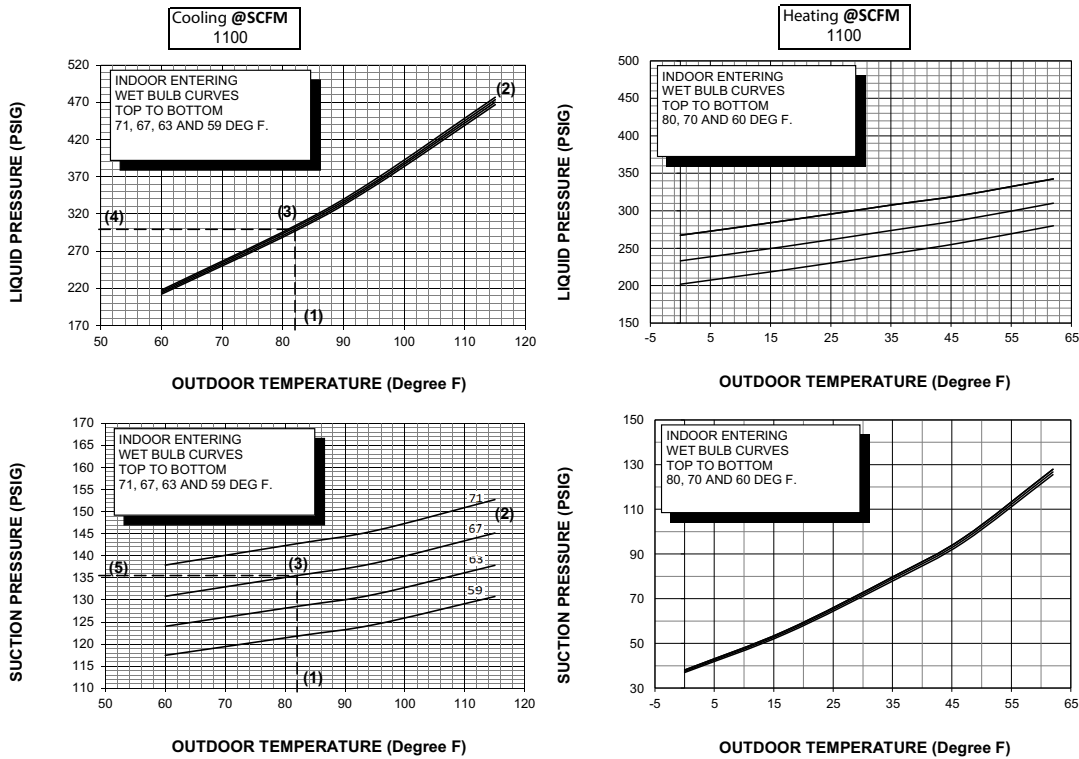 Cooling @SCFM
1100
520
470
420
370
320
270
220
170
LIQUID PRESSURE (PSIG)
INDOOR ENTERING
WET BULB CURVES
TOP TO BOTTOM
71, 67, 63 AND 59 DEG F.
(2)
(3)
(4)
(1)
50 60 70 80 90 100 110 120
OUTDOOR TEMPERATURE (Degree F)
Heating @SCFM
1100
500
450
400
350
300
250
200
150
LIQUID PRESSURE (PSIG)
INDOOR ENTERING
WET BULB CURVES
TOP TO BOTTOM
80, 70 AND 60 DEG F.
-5 5 15 25 35 45 55 65
OUTDOOR TEMPERATURE (Degree F)
170
165
160
155
150
145
140
135
130
125
120
115
110
SUCTION PRESSURE (PSIG)
INDOOR ENTERING
WET BULB CURVES
TOP TO BOTTOM
71, 67, 63 AND 59 DEG F.
71
(2)
67
63
59
(3)
(5)
(1)
50 60 70 80 90 100 110 120
OUTDOOR TEMPERATURE (Degree F)
150
130
110
90
70
50
30
SUCTION PRESSURE (PSIG)
INDOOR ENTERING
WET BULB CURVES
TOP TO BOTTOM
80, 70 AND 60 DEG F.
-5 5 15 25 35 45 55 65
OUTDOOR TEMPERATURE (Degree F)